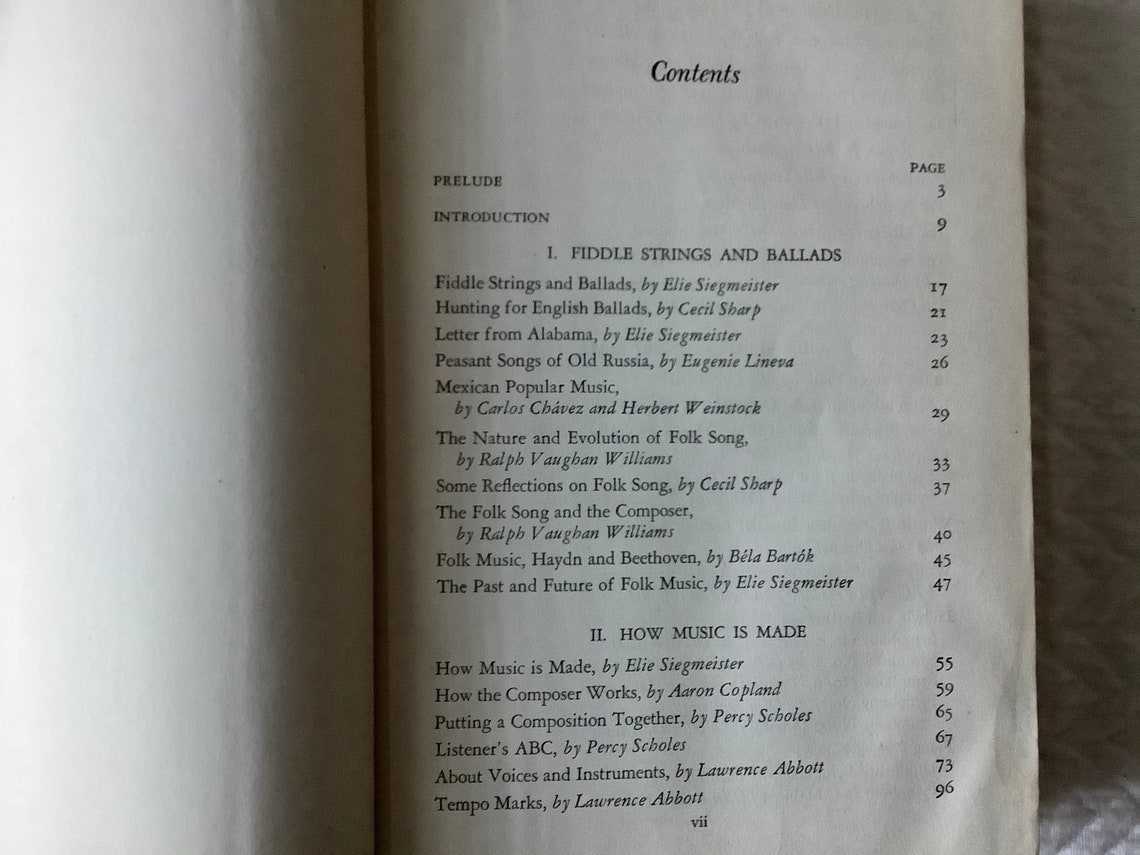 Contents
PAGE
PRELUDE 3
INTRODUCTION 9
I. FIDDLE STRINGS AND BALLADS
Fiddle Strings and Ballads, by Elie Siegmeister 17
Hunting for English Ballads, by Cecil Sharp 21
Letter from Alabama, by Elie Siegmeister 23
Peasant Songs of Old Russia, by Eugenie Lineva 26
Mexican Popular Music,
by Carlos Chávez and Herbert Weinstock 29
The Nature and Evolution of Folk Song,
by Ralph Vaughan Williams 33
Some Reflections on Folk Song, by Cecil Sharp 37
The Folk Song and the Composer,
by Ralph Vaughan Williams 40
Folk Music, Haydn and Beethoven, by Béla Bartók 45
The Past and Future of Folk Music, by Elie Siegmeister 47
II. HOW MUSIC IS MADE
How Music is Made, by Elie Siegmeister 55
How the Composer Works, by Aaron Copland 59
Putting a Composition Together, by Percy Scholes 65
Listener's ABC, by Percy Scholes 67
About Voices and Instruments, by Lawrence Abbott 73
Tempo Marks, by Lawrence Abbott 96
vii